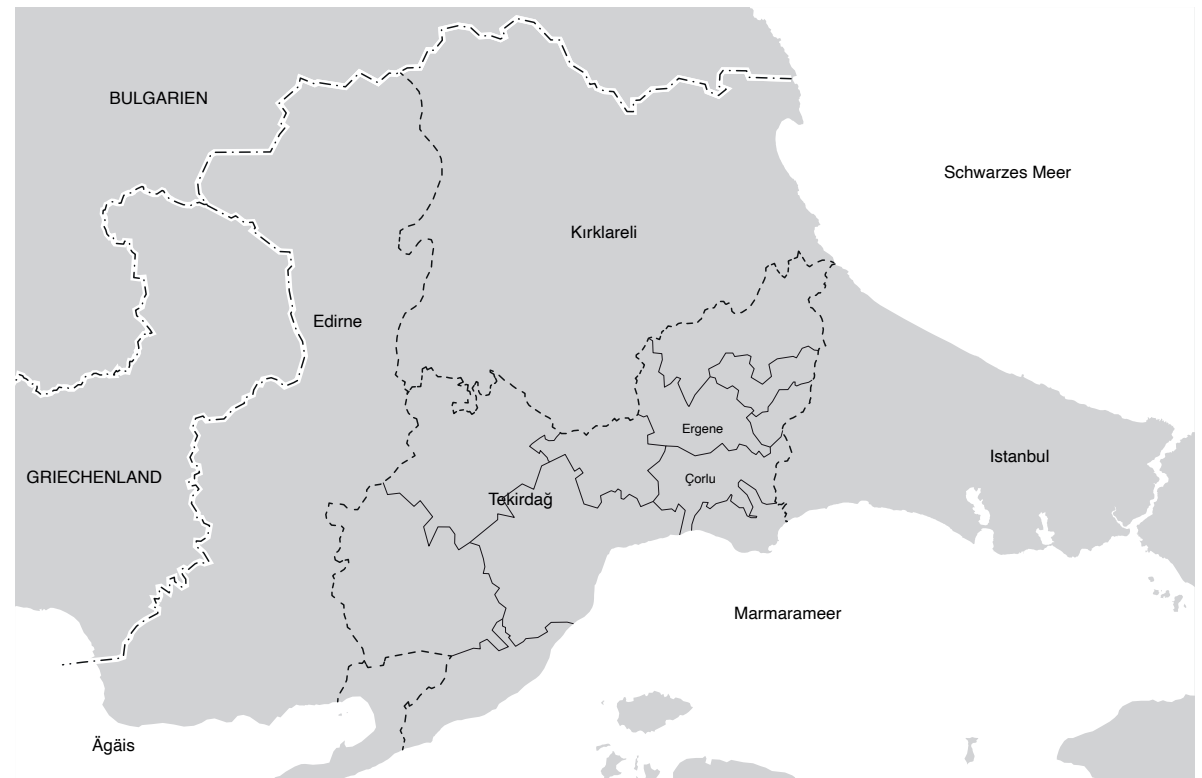 BULGARIEN
Schwarzes Meer
Kırklareli
Edirne
Ergene
Istanbul
GRIECHENLAND
Çorlu
Tekirdağ
Marmarameer
Ägäis